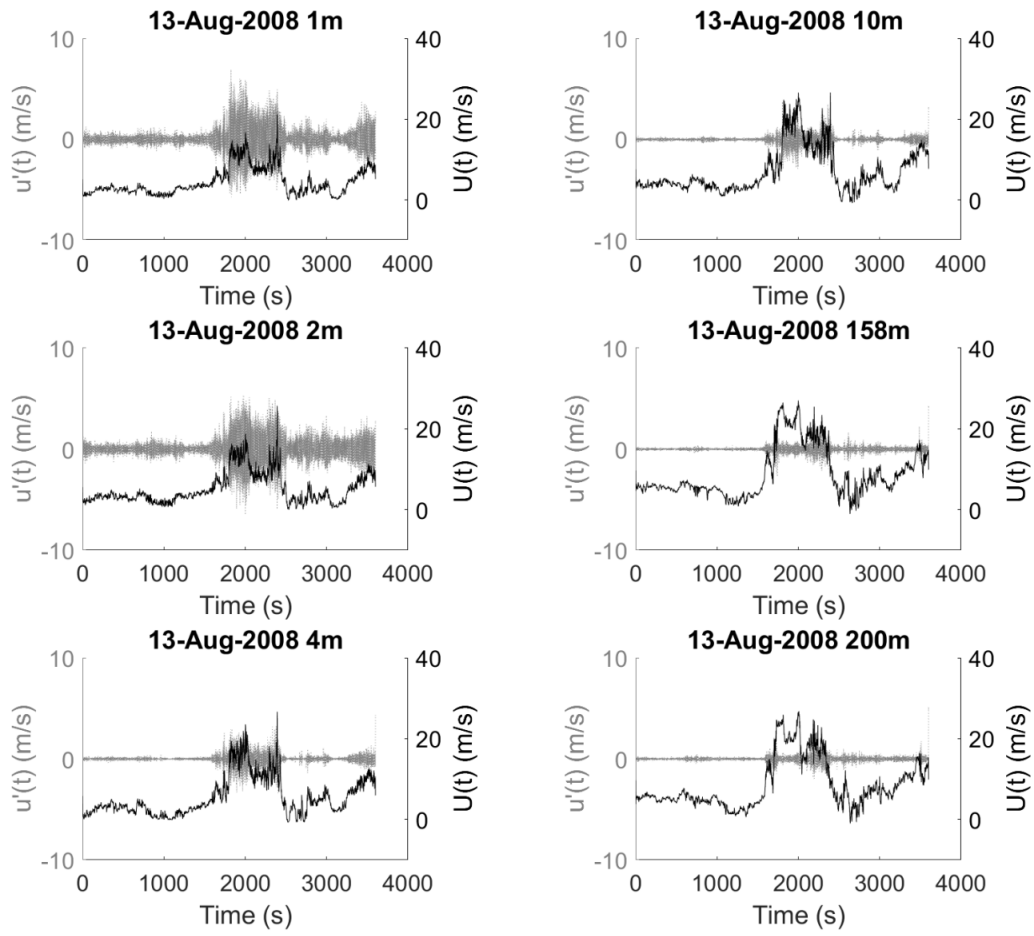 13-Aug-2008 1m
10
0
-10
u'(t) (m/s)
40
20
0
U(t) (m/s)
0 1000 2000 3000 4000
Time (s)
13-Aug-2008 10m
10
0
-10
u'(t) (m/s)
40
20
0
U(t) (m/s)
0 1000 2000 3000 4000
Time (s)
13-Aug-2008 2m
10
0
-10
u'(t) (m/s)
40
20
0
U(t) (m/s)
0 1000 2000 3000 4000
Time (s)
13-Aug-2008 158m
10
0
-10
u'(t) (m/s)
40
20
0
U(t) (m/s)
0 1000 2000 3000 4000
Time (s)
13-Aug-2008 4m
10
0
-10
u'(t) (m/s)
40
20
0
U(t) (m/s)
0 1000 2000 3000 4000
Time (s)
13-Aug-2008 200m
10
0
-10
u'(t) (m/s)
40
20
0
U(t) (m/s)
0 1000 2000 3000 4000
Time (s)